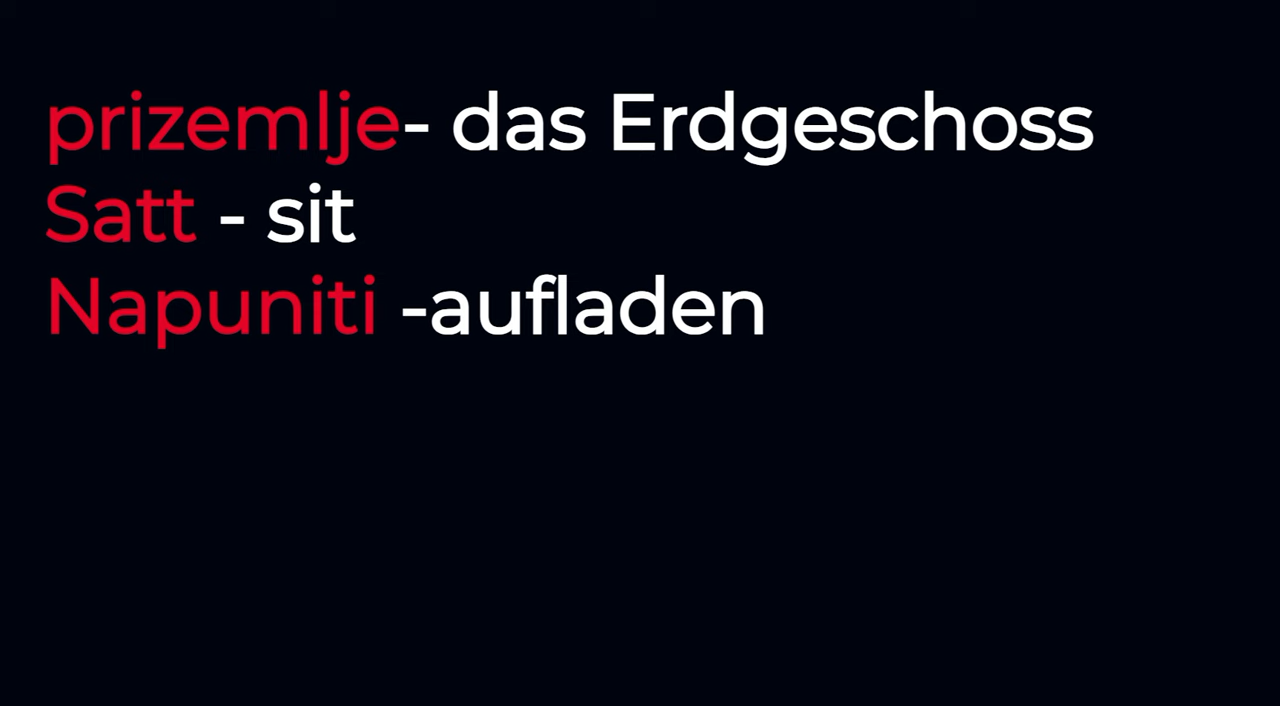 prizemlje- das Erdgeschoss
Satt - sit
Napuniti -aufladen